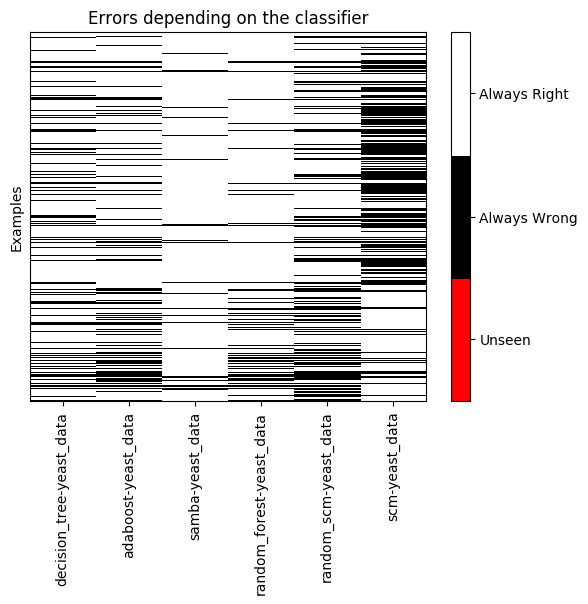 Errors depending on the classifier
Examples
decision_tree-yeast_data
adaboost-yeast_data
samba-yeast_data
random_forest-yeast_data
random_scm-yeast_data
scm-yeast_data
Always Right
Always Wrong
Unseen